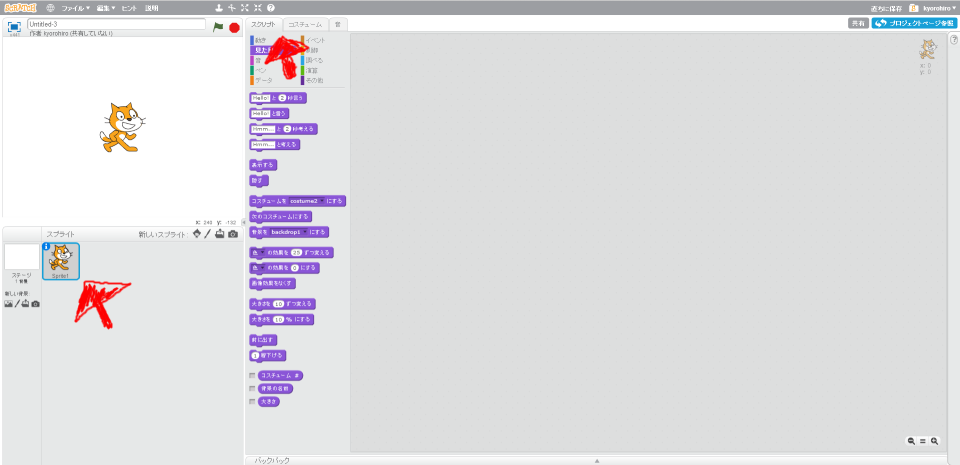 SCRATCH ファイル 編集 ヒント 説明 直ちに保存 kyorohiro
Untitled-3
作者 kyorohiro (共有していない)
共有 プロジェクトページ参照
スクリプト コスチューム 音
動き イベント
音 調べる
ペン 演算
データ その他
Hello! と 2 秒言う
Hello! と言う
Hmm... と 2 秒考える
Hmm... と考える
表示する
隠す
コスチュームを costume2 にする
次のコスチュームにする
背景を backdrop1 にする
色 の効果を 25 ずつ変える
色 の効果を 0 にする
画像効果をなくす
大きさを 10 ずつ変える
大きさを 10 % にする
前に出す
1 層下げる
コスチューム #
背景の名前
大きさ
x: 240 y: -132
スプライト 新しいスプライト:
ステージ
1 背景
新しい背景
Sprite1
x: 0
y: 0
バックパック